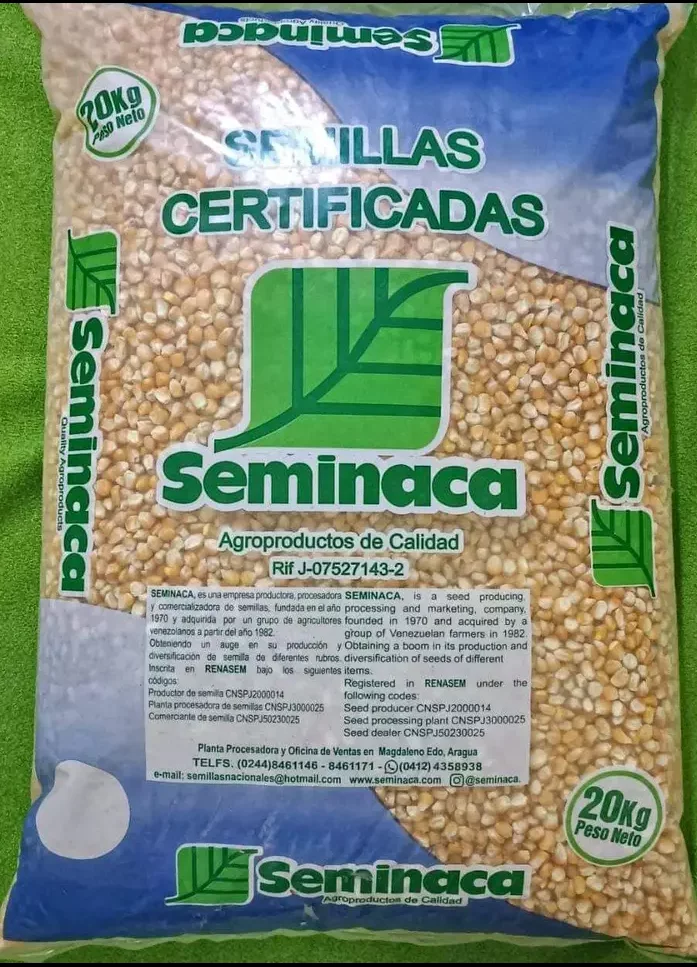 Seminaca
Quality Agroproducts
20Kg
Peso Neto
SEMILLAS
CERTIFICADAS
Seminaca
Quality Agroproducts
Seminaca
Agroproductos de Calidad
Seminaca
Agroproductos de Calidad
Rif J-07527143-2
SEMINACA, es una empresa productora, procesadora
y comercializadora de semillas, fundada en el año
1970 y adquirida por un grupo de agricultores
venezolanos a partir del año 1982.
Obteniendo un auge en su producción y
diversificación de semilla de diferentes rubros.
Inscrita en RENASEM bajo los siguientes
códigos:
Productor de semilla CNSPJ2000014
Planta procesadora de semillas CNSPJ3000025
Comerciante de semilla CNSPJ50230025
SEMINACA, is a seed producing,
processing and marketing, company,
founded in 1970 and acquired by a
group of Venezuelan farmers in 1982.
Obtaining a boom in its production and
diversification of seeds of different
items.
Registered in RENASEM under the
following codes:
Seed producer CNSPJ2000014
Seed processing plant CNSPJ3000025
Seed dealer CNSPJ50230025
Planta Procesadora y Oficina de Ventas en Magdaleno Edo, Aragua
TELFS. (0244)8461146 - 8461171 - (0412) 4358938
e-mail: semillasnacionales@hotmail.com www.seminaca.com @seminaca.
20Kg
Peso Neto
Seminaca
Agroproductos de Calidad